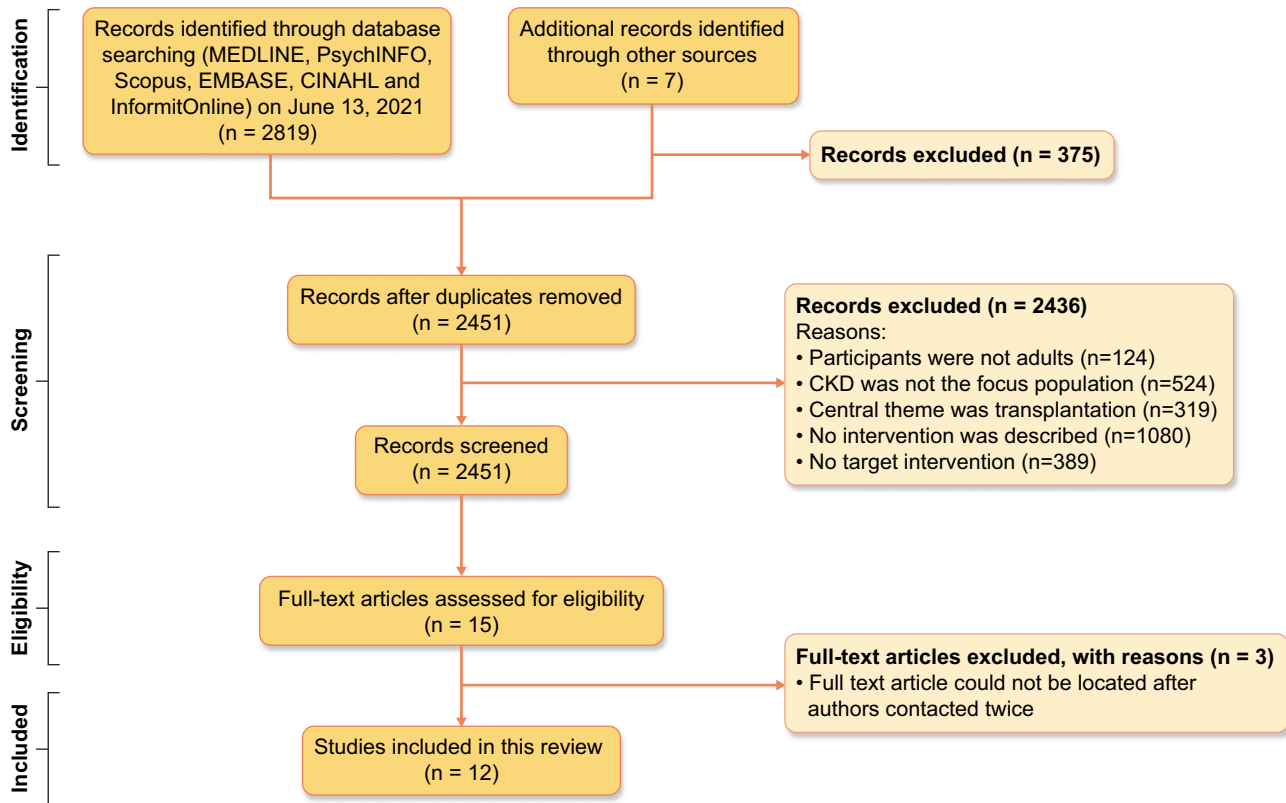 Identification
Records identified through database
searching (MEDLINE, PsychINFO,
Scopus, EMBASE, CINAHL and
InformitOnline) on June 13, 2021
(n = 2819)
Additional records identified
through other sources
(n = 7)
Records excluded (n = 375)
Screening
Records after duplicates removed
(n = 2451)
Records excluded (n = 2436)
Reasons:
• Participants were not adults (n=124)
• CKD was not the focus population (n=524)
• Central theme was transplantation (n=319)
• No intervention was described (n=1080)
• No target intervention (n=389)
Records screened
(n = 2451)
Eligibility
Full-text articles assessed for eligibility
(n = 15)
Full-text articles excluded, with reasons (n = 3)
• Full text article could not be located after
authors contacted twice
Included
Studies included in this review
(n = 12)